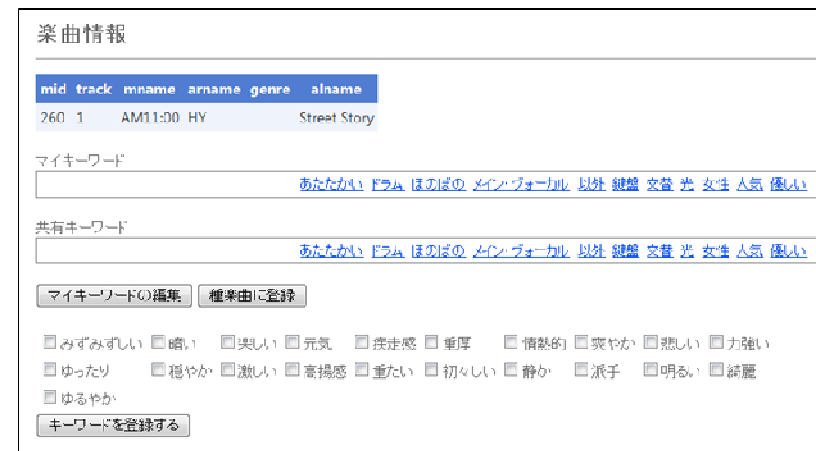 楽曲情報
mid track mname arname genre alname
260 1 AM11:00 HY Street Story
マイキーワード
あたたかい ドラム ほのぼの メイン・ヴォーカル 以外 鍵盤 交替 光 女性 人気 優しい
共有キーワード
あたたかい ドラム ほのぼの メイン・ヴォーカル 以外 鍵盤 交替 光 女性 人気 優しい
マイキーワードの編集 種楽曲に登録
みずみずしい 暗い 楽しい 元気 疾走感 重厚 情熱的 爽やか 悲しい 力強い
ゆったり 穏やか 激しい 高揚感 重たい 初々しい 静か 派手 明るい 綺麗
ゆるやか
キーワードを登録する